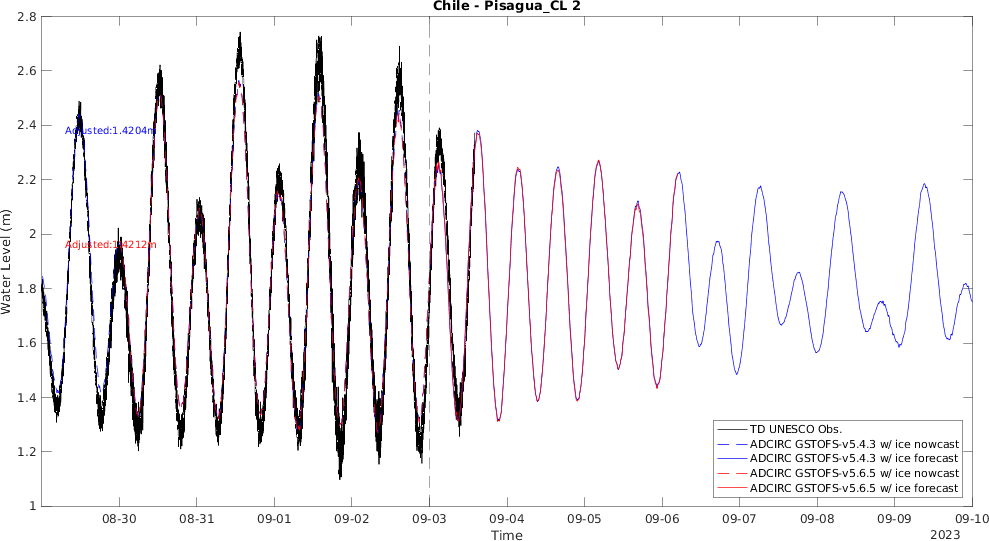 Chile - Pisagua_CL 2
Water Level (m)
2.8
2.6
2.4
2.2
2
1.8
1.6
1.4
1.2
1
Adjusted:1.4204m
Adjusted:1.4212m
TD UNESCO Obs.
ADCIRC GSTOFS-v5.4.3 w/ ice nowcast
ADCIRC GSTOFS-v5.4.3 w/ ice forecast
ADCIRC GSTOFS-v5.6.5 w/ ice nowcast
ADCIRC GSTOFS-v5.6.5 w/ ice forecast
08-30 08-31 09-01 09-02 09-03 09-04 09-05 09-06 09-07 09-08 09-09 09-10
Time
2023